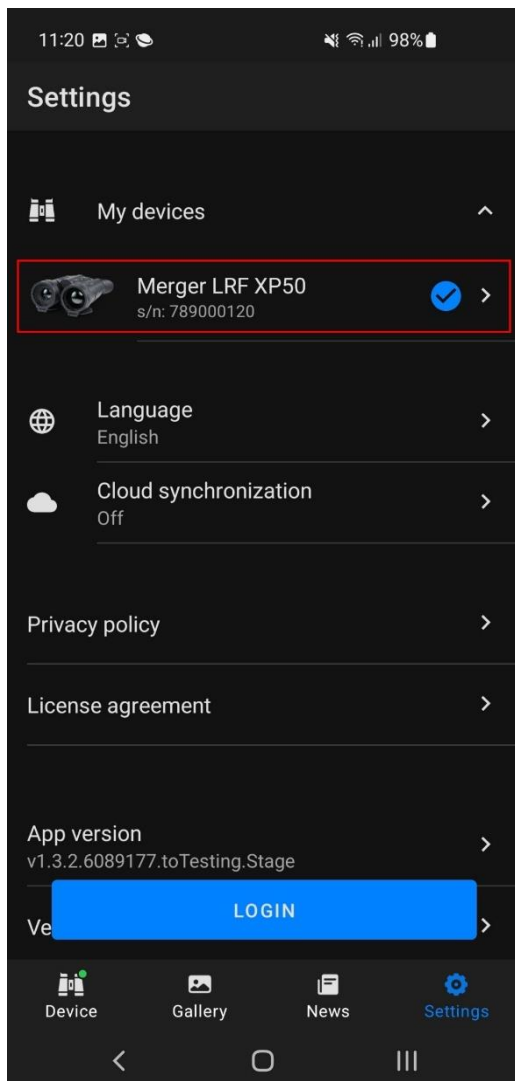 11:20 98%
Settings
My devices
Merger LRF XP50
s/n: 789000120
Language
English
Cloud synchronization
Off
Privacy policy
License agreement
App version
v1.3.2.6089177.toTesting.Stage
LOGIN
Ve
Device Gallery News Settings